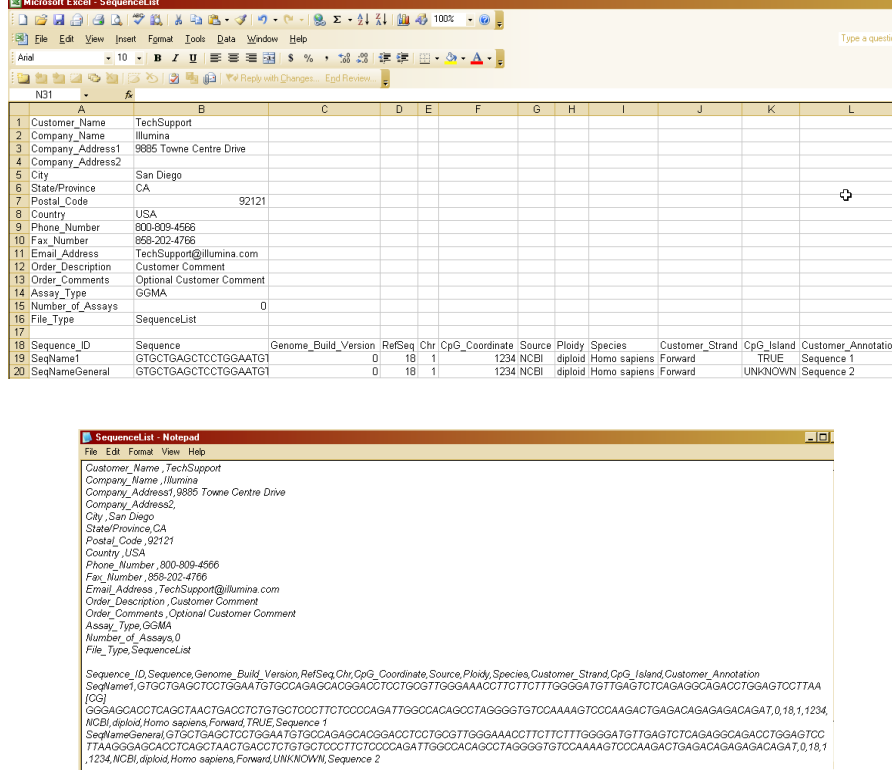 Microsoft Excel - SequenceList
100%
File Edit View Insert Format Tools Data Window Help
Type a questi
Arial 10 B I U $ % ,
Reply with Changes... End Review...
N31 fx
A B C D E F G H I J K L
1 Customer_Name TechSupport
2 Company_Name Illumina
3 Company_Address1 9885 Towne Centre Drive
4 Company_Address2
5 City San Diego
6 State/Province CA
7 Postal_Code 92121
8 Country USA
9 Phone_Number 800-809-4566
10 Fax_Number 858-202-4766
11 Email_Address TechSupport@illumina.com
12 Order_Description Customer Comment
13 Order_Comments Optional Customer Comment
14 Assay_Type GGMA
15 Number_of_Assays 0
16 File_Type SequenceList
17
18 Sequence_ID Sequence Genome_Build_Version RefSeq Chr CpG_Coordinate Source Ploidy Species Customer_Strand CpG_Island Customer_Annotatio
19 SeqName1 GTGCTGAGCTCCTGGAATGT 0 18 1 1234 NCBI diploid Homo sapiens Forward TRUE Sequence 1
20 SeqNameGeneral GTGCTGAGCTCCTGGAATGT 0 18 1 1234 NCBI diploid Homo sapiens Forward UNKNOWN Sequence 2
SequenceList - Notepad
File Edit Format View Help
Customer_Name ,TechSupport
Company_Name ,Illumina
Company_Address1,9885 Towne Centre Drive
Company_Address2,
City ,San Diego
State/Province,CA
Postal_Code ,92121
Country ,USA
Phone_Number ,800-809-4566
Fax_Number ,858-202-4766
Email_Address ,TechSupport@illumina.com
Order_Description ,Customer Comment
Order_Comments ,Optional Customer Comment
Assay_Type,GGMA
Number_of_Assays,0
File_Type,SequenceList
Sequence_ID,Sequence,Genome_Build_Version,RefSeq,Chr,CpG_Coordinate,Source,Ploidy,Species,Customer_Strand,CpG_Island,Customer_Annotation
SeqName1,GTGCTGAGCTCCTGGAATGTGCCAGAGCACGGACCTCCTGCGTTGGGAAACCTTCTTCTTTGGGGATGTTGAGTCTCAGAGGCAGACCTGGAGTCCTTAA
[CG]
GGGAGCACCTCAGCTAACTGACCTCTGTGCTCCCTTCTCCCCAGATTGGCCACAGCCTAGGGGTGTCCAAAAGTCCCAAGACTGAGACAGAGAGACAGAT,0,18,1,1234,
NCBI,diploid,Homo sapiens,Forward,TRUE,Sequence 1
SeqNameGeneral,GTGCTGAGCTCCTGGAATGTGCCAGAGCACGGACCTCCTGCGTTGGGAAACCTTCTTCTTTGGGGATGTTGAGTCTCAGAGGCAGACCTGGAGTCC
TTAAGGGAGCACCTCAGCTAACTGACCTCTGTGCTCCCTTCTCCCCAGATTGGCCACAGCCTAGGGGTGTCCAAAAGTCCCAAGACTGAGACAGAGAGACAGAT,0,18,1
,1234,NCBI,diploid,Homo sapiens,Forward,UNKNOWN,Sequence 2